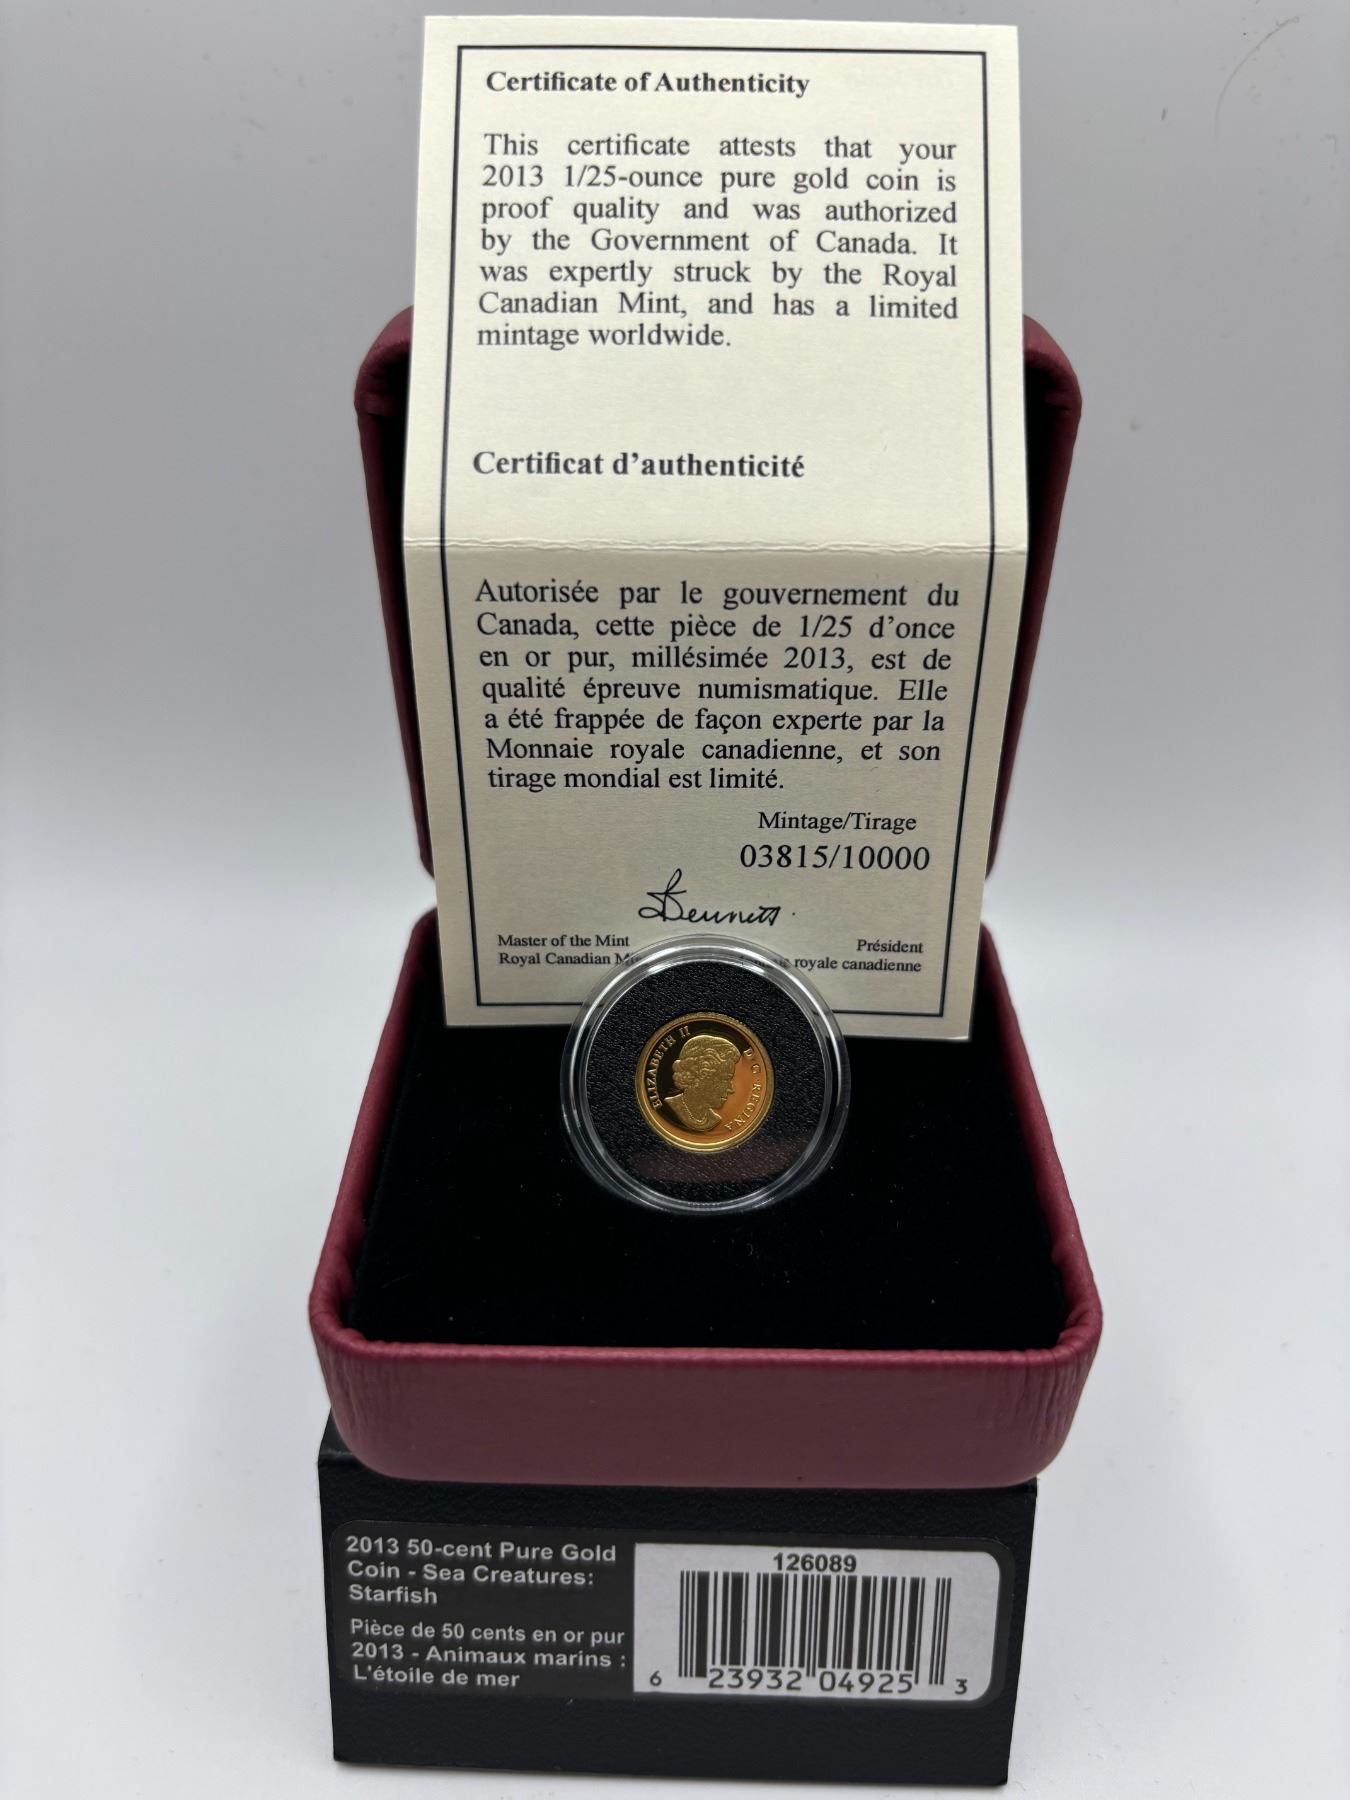 Certificate of Authenticity
This certificate attests that your
2013 1/25-ounce pure gold coin is
proof quality and was authorized
by the Government of Canada. It
was expertly struck by the Royal
Canadian Mint, and has a limited
mintage worldwide.
Certificat d'authenticité
Autorisée par le gouvernement du
Canada, cette pièce de 1/25 d'once
en or pur, millésimée 2013, est de
qualité épreuve numismatique. Elle
a été frappée de façon experte par la
Monnaie royale canadienne, et son
tirage mondial est limité.
Mintage/Tirage
03815/10000
Bennett
Master of the Mint
Royal Canadian
Président
royale canadienne
ELIZABETH II D·G·REGINA
2013 50-cent Pure Gold
Coin - Sea Creatures:
Starfish
Pièce de 50 cents en or pur
2013 - Animaux marins :
L'étoile de mer
126089
6 23932 04925 3